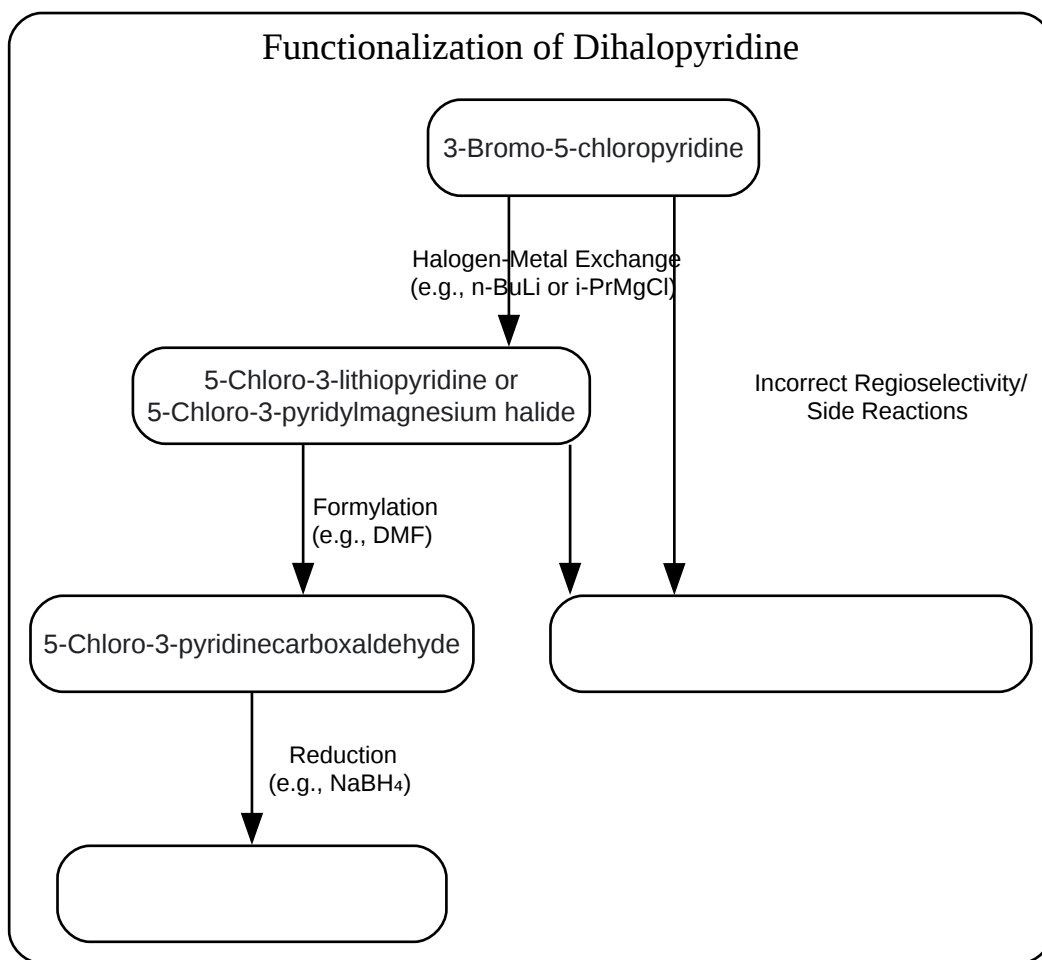 Functionalization of Dihalopyridine
3-Bromo-5-chloropyridine
Halogen-Metal Exchange
(e.g., n-BuLi or i-PrMgCl)
5-Chloro-3-lithiopyridine or
5-Chloro-3-pyridylmagnesium halide
Incorrect Regioselectivity/
Side Reactions
Formylation
(e.g., DMF)
5-Chloro-3-pyridinecarboxaldehyde
Reduction
(e.g., NaBH₄)